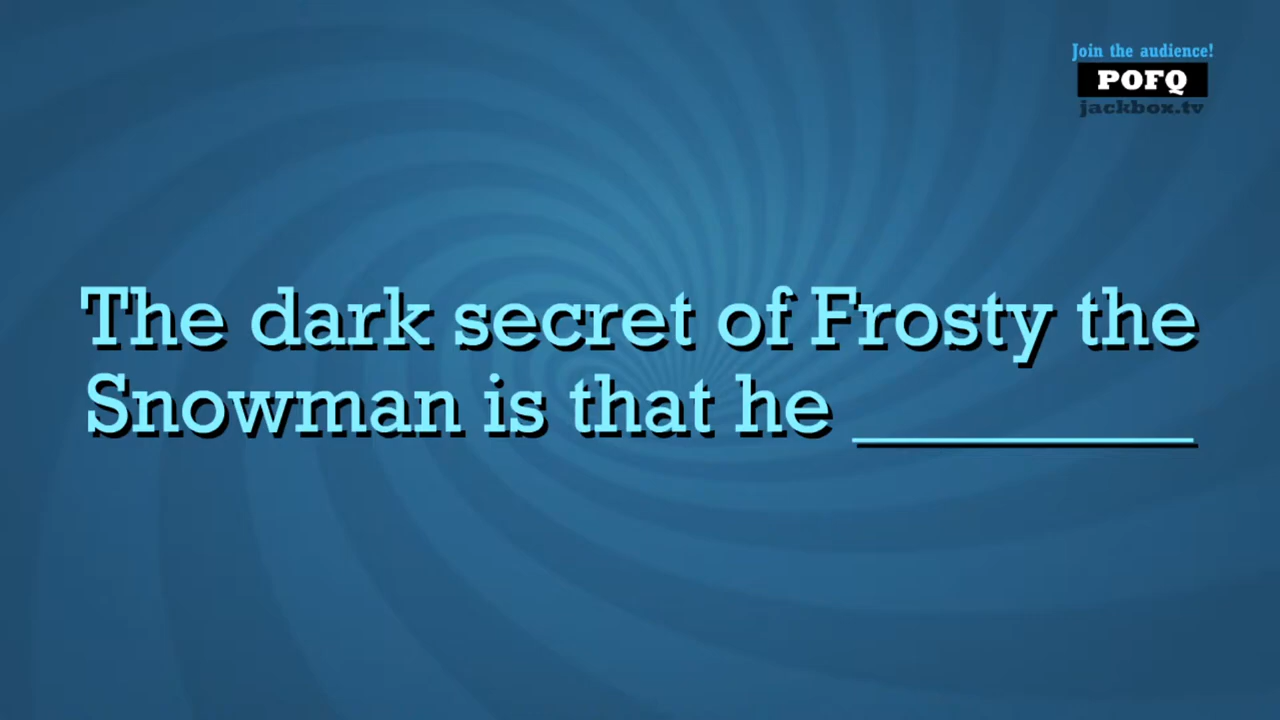 Join the audience!
POFQ
jackbox.tv
The dark secret of Frosty the
Snowman is that he ________